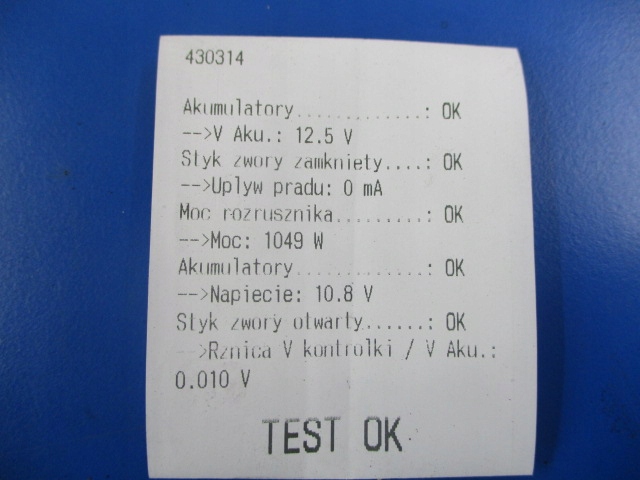 430314
Akumulatory.............: OK
-->V Aku.: 12.5 V
Styk zwory zamkniety....: OK
-->Uplyw pradu: 0 mA
Moc rozrusznika.........: OK
-->Moc: 1049 W
Akumulatory.............: OK
-->Napiecie: 10.8 V
Styk zwory otwarty......: OK
-->Rznica V kontrolki / V Aku.:
0.010 V
TEST OK